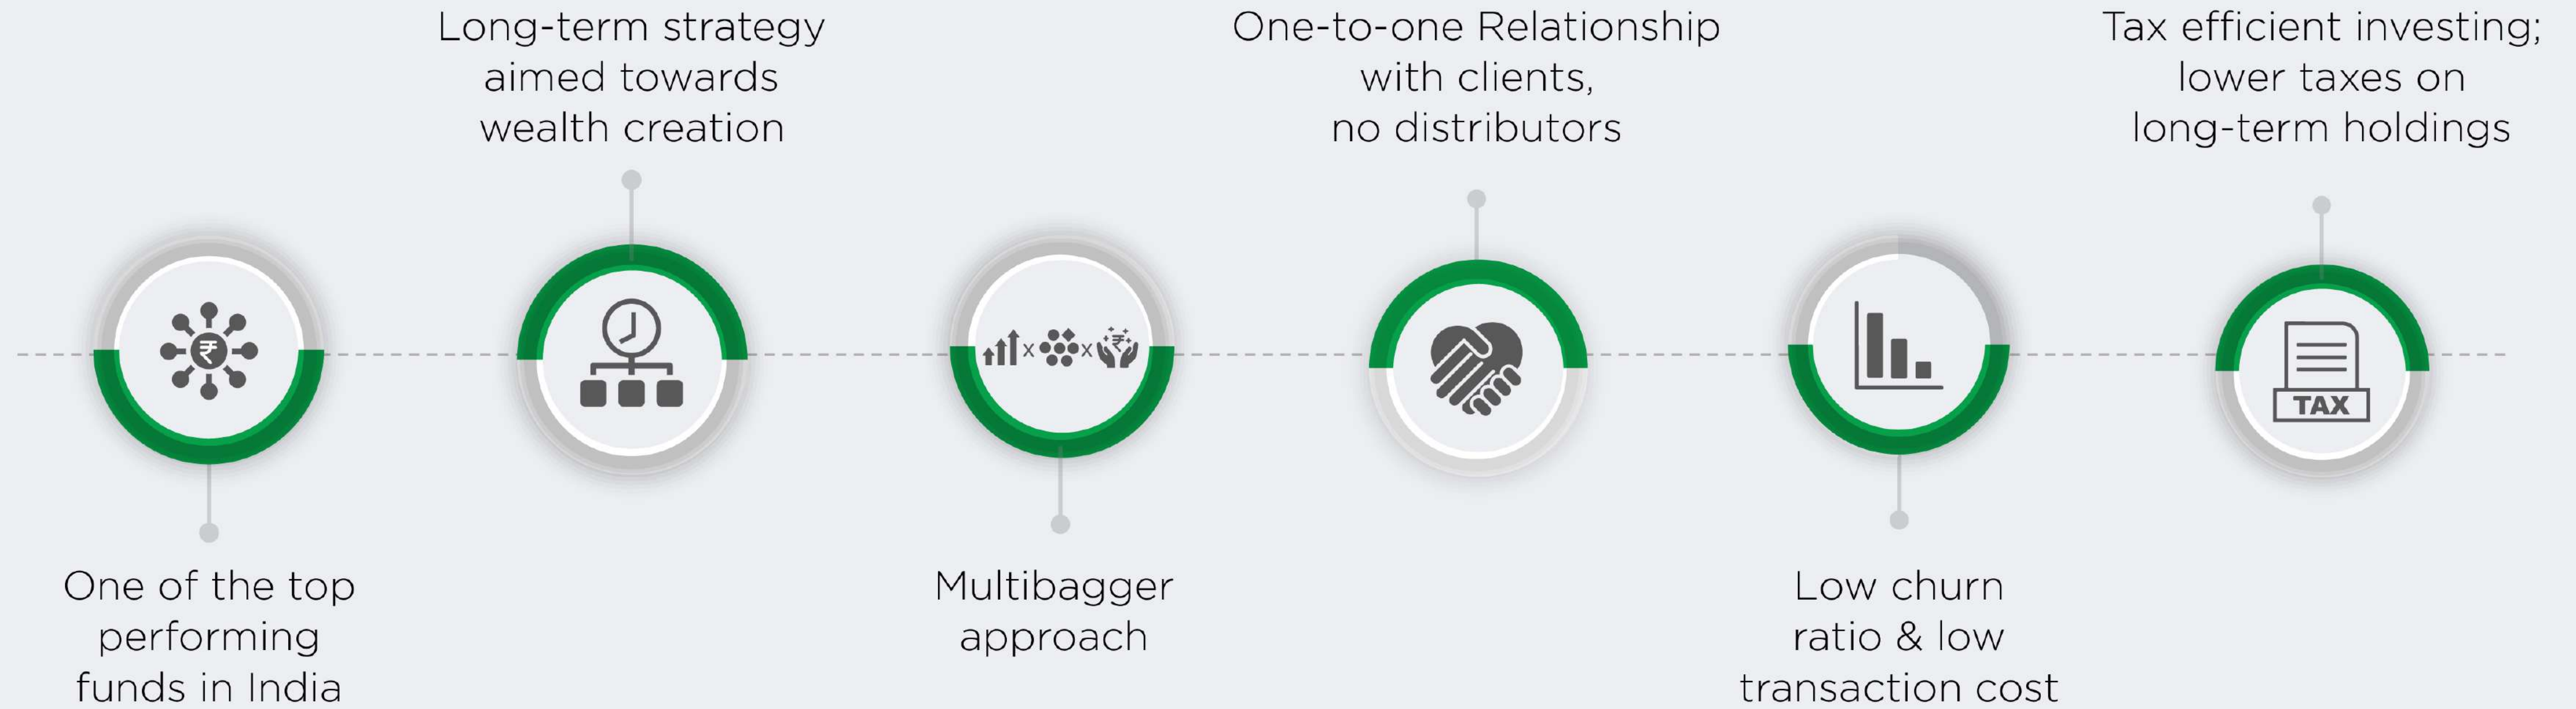 One of the top
performing
funds in India
Long-term strategy
aimed towards
wealth creation
₹
Multibagger
approach
x
x
₹
One-to-one Relationship
with clients,
no distributors
Low churn
ratio & low
transaction cost
Tax efficient investing;
lower taxes on
long-term holdings
TAX